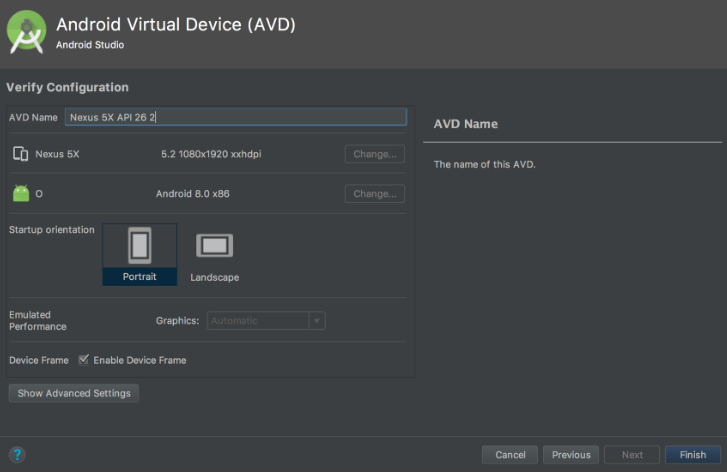 Android Virtual Device (AVD)
Android Studio
Verify Configuration
AVD Name Nexus 5X API 26 2
AVD Name
The name of this AVD.
Nexus 5X 5.2 1080x1920 xxhdpi Change...
O Android 8.0 x86 Change...
Startup orientation
Portrait Landscape
Emulated
Performance Graphics: Automatic
Device Frame Enable Device Frame
Show Advanced Settings
? Cancel Previous Next Finish